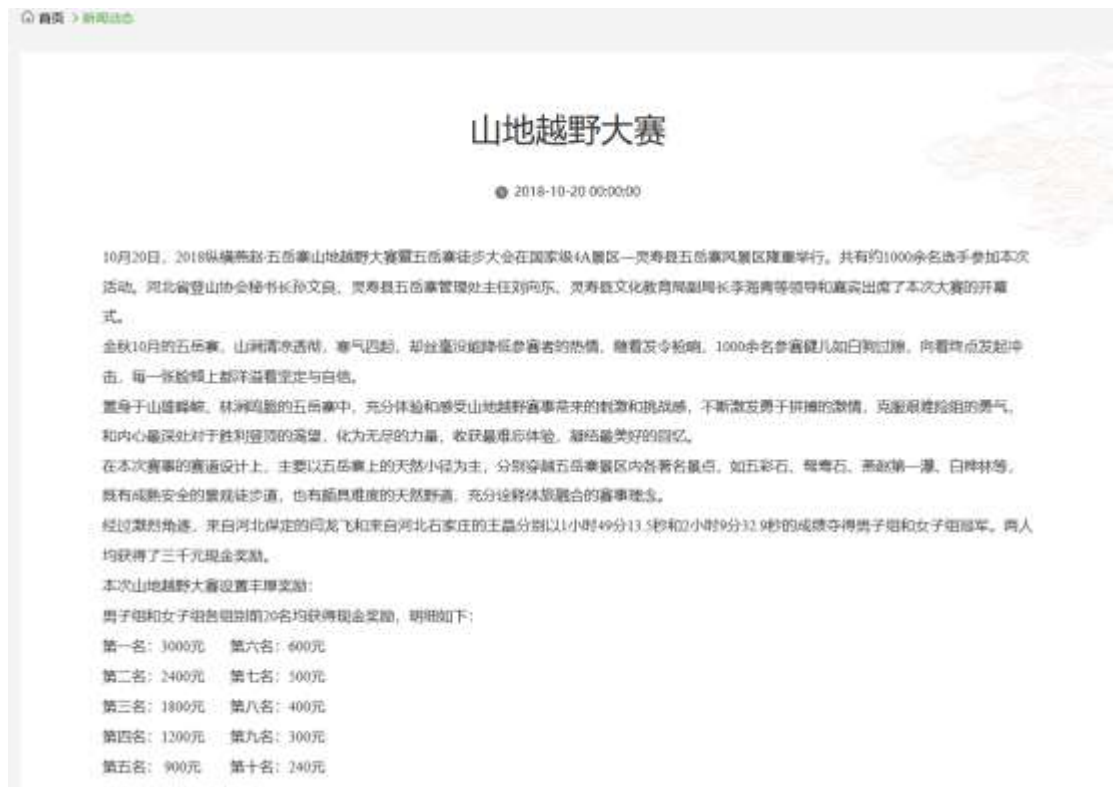 首页 > 新闻动态
山地越野大赛
2018-10-20 00:00:00
10月20日，2018纵横燕赵·五岳寨山地越野大赛暨五岳寨徒步大会在国家级4A景区—灵寿县五岳寨风景区隆重举行。共有约1000余名选手参加本次
活动。河北省登山协会秘书长孙文良、灵寿县五岳寨管理处主任刘向东、灵寿县文化教育局副局长李海青等领导和嘉宾出席了本次大赛的开幕
式。
金秋10月的五岳寨，山涧清凉透彻，寒气四起，却丝毫没能降低参赛者的热情，随着发令枪响，1000余名参赛健儿如白驹过隙，向着终点发起冲
击，每一张脸颊上都洋溢着坚定与自信。
置身于山雄峰峻、林涧鸣脆的五岳寨中，充分体验和感受山地越野赛事带来的刺激和挑战感，不断激发勇于拼搏的激情，克服艰难险阻的勇气，
和内心最深处对于胜利登顶的渴望，化为无尽的力量，收获最难忘体验，凝结最美好的回忆。
在本次赛事的赛道设计上，主要以五岳寨上的天然小径为主，分别穿越五岳寨景区内各著名景点，如五彩石、鸳鸯石、燕赵第一瀑、白桦林等，
既有成熟安全的景观徒步道，也有颇具难度的天然野道，充分诠释体旅融合的赛事理念。
经过激烈角逐，来自河北保定的闫龙飞和来自河北石家庄的王晶分别以1小时49分13.5秒和2小时9分32.9秒的成绩夺得男子组和女子组冠军。两人
均获得了三千元现金奖励。
本次山地越野大赛设置丰厚奖励：
男子组和女子组各组别前20名均获得现金奖励，明细如下：
第一名：3000元 第六名：600元
第二名：2400元 第七名：500元
第三名：1800元 第八名：400元
第四名：1200元 第九名：300元
第五名： 900元 第十名：240元